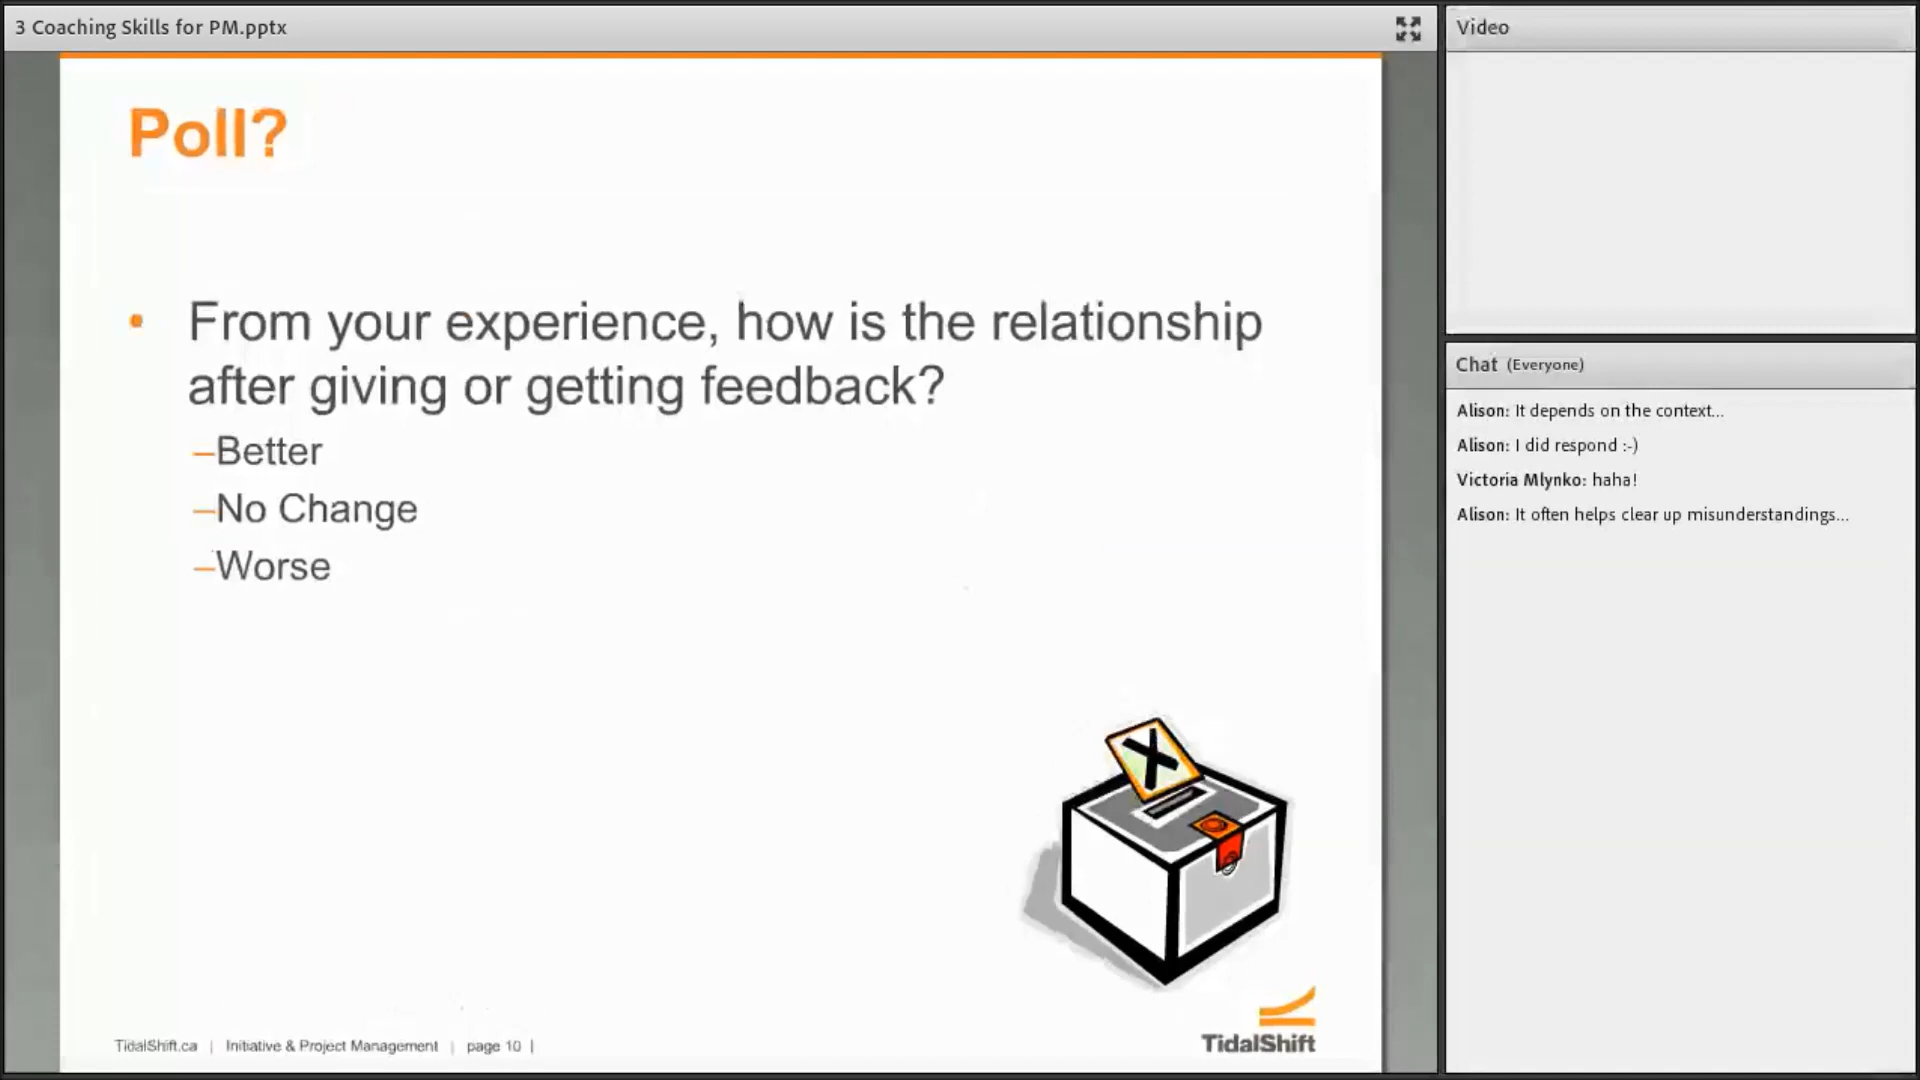 3 Coaching Skills for PM.pptx
Poll?
• From your experience, how is the relationship
after giving or getting feedback?
–Better
–No Change
–Worse
X
TidalShift.ca | Initiative & Project Management | page 10 |
TidalShift
Video
Chat (Everyone)
Alison: It depends on the context...
Alison: I did respond :-)
Victoria Mlynko: haha!
Alison: It often helps clear up misunderstandings...